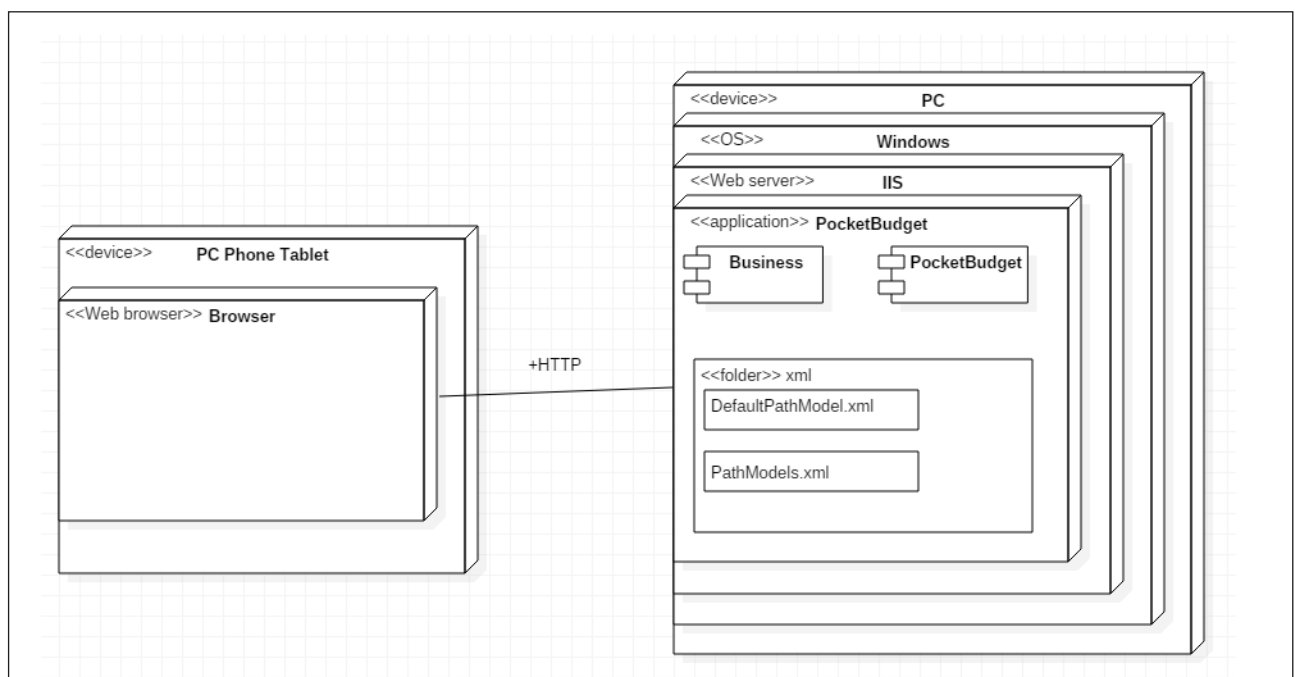 <<device>> PC Phone Tablet
<<Web browser>> Browser
+HTTP
<<device>> PC
<<OS>> Windows
<<Web server>> IIS
<<application>> PocketBudget
Business
PocketBudget
<<folder>> xml
DefaultPathModel.xml
PathModels.xml